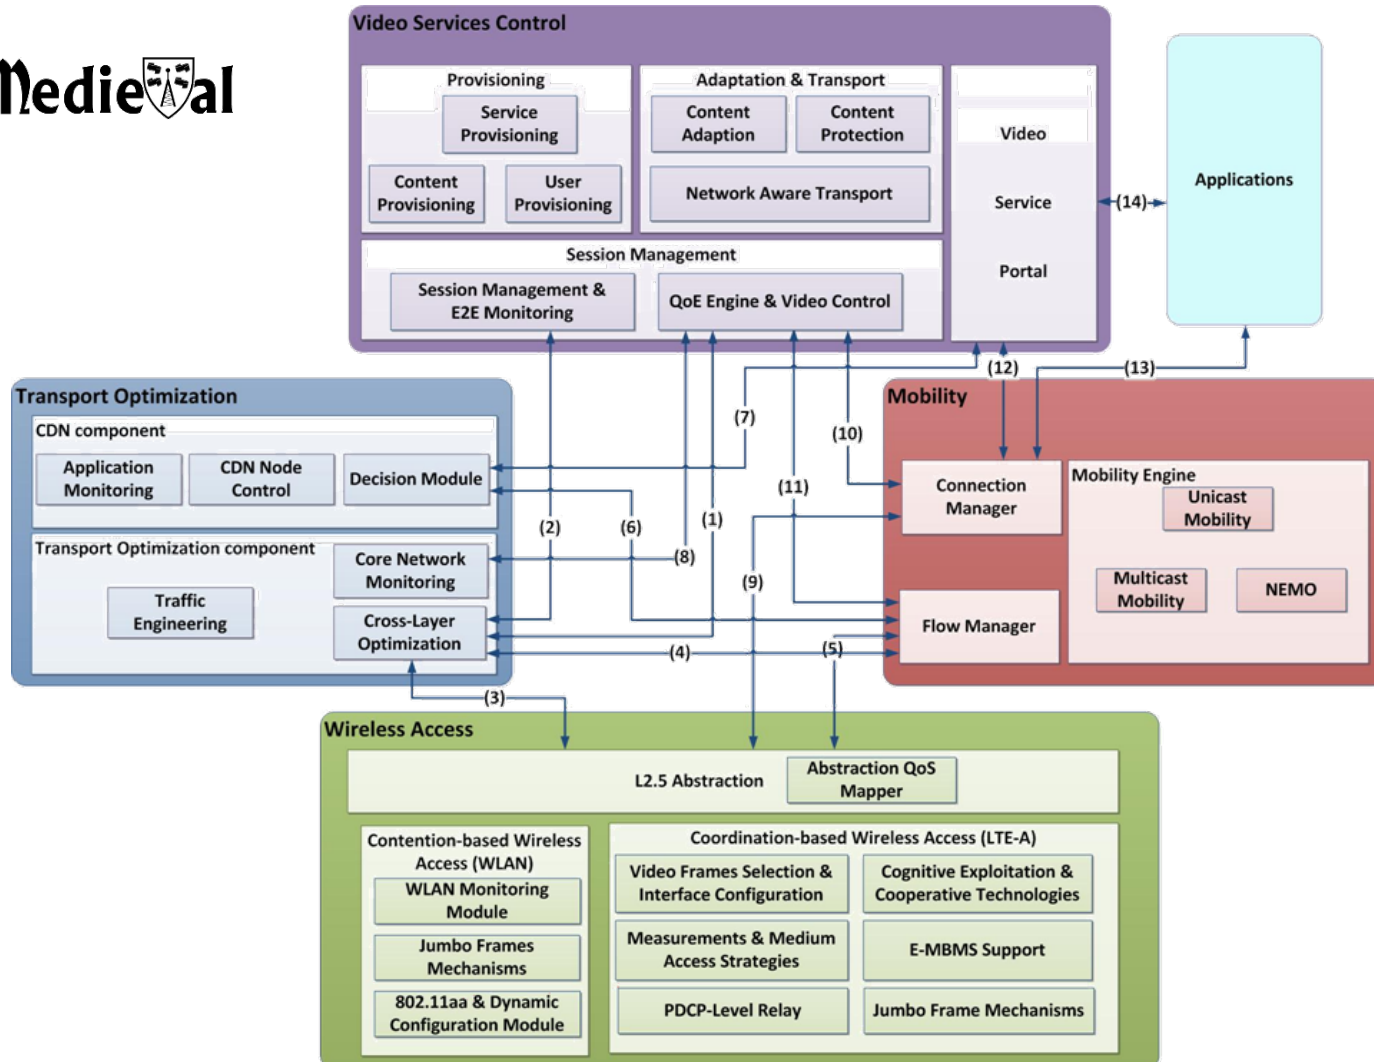 Video Services Control
MedieVal
Provisioning
Service
Provisioning
Content
Provisioning
User
Provisioning
Adaptation & Transport
Content
Adaption
Content
Protection
Network Aware Transport
Video
Service
Portal
Applications
(14)
Session Management
Session Management &
E2E Monitoring
QoE Engine & Video Control
(12)
(13)
Transport Optimization
CDN component
Application
Monitoring
CDN Node
Control
Decision Module
Transport Optimization component
Core Network
Monitoring
Traffic
Engineering
Cross-Layer
Optimization
(7)
(10)
(11)
(2)
(6)
(1)
(8)
(9)
(4)
(5)
(3)
Mobility
Connection
Manager
Flow Manager
Mobility Engine
Unicast
Mobility
Multicast
Mobility
NEMO
Wireless Access
L2.5 Abstraction
Abstraction QoS
Mapper
Contention-based Wireless
Access (WLAN)
WLAN Monitoring
Module
Jumbo Frames
Mechanisms
802.11aa & Dynamic
Configuration Module
Coordination-based Wireless Access (LTE-A)
Video Frames Selection &
Interface Configuration
Cognitive Exploitation &
Cooperative Technologies
Measurements & Medium
Access Strategies
E-MBMS Support
PDCP-Level Relay
Jumbo Frame Mechanisms